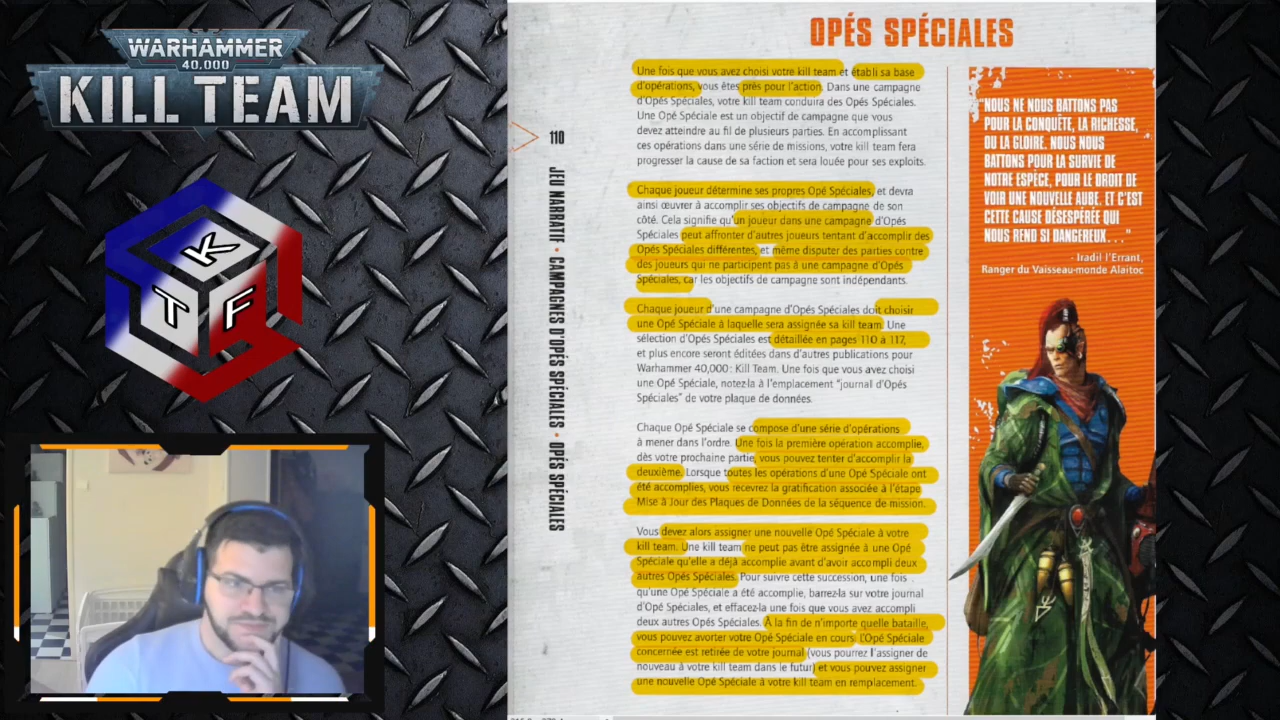 WARHAMMER
40,000
KILL TEAM
K
T
F
110
JEU NARRATIF • CAMPAGNES D'OPÉS SPÉCIALES • OPÉS SPÉCIALES
OPÉS SPÉCIALES
Une fois que vous avez choisi votre kill team et établi sa base
d'opérations, vous êtes près pour l'action. Dans une campagne
d'Opés Spéciales, votre kill team conduira des Opés Spéciales.
Une Opé Spéciale est un objectif de campagne que vous
devez atteindre au fil de plusieurs parties. En accomplissant
ces opérations dans une série de missions, votre kill team fera
progresser la cause de sa faction et sera louée pour ses exploits.
Chaque joueur détermine ses propres Opé Spéciales, et devra
ainsi œuvrer à accomplir ses objectifs de campagne de son
côté. Cela signifie qu'un joueur dans une campagne d'Opés
Spéciales peut affronter d'autres joueurs tentant d'accomplir des
Opés Spéciales différentes, et même disputer des parties contre
des joueurs qui ne participent pas à une campagne d'Opés
Spéciales, car les objectifs de campagne sont indépendants.
Chaque joueur d'une campagne d'Opés Spéciales doit choisir
une Opé Spéciale à laquelle sera assignée sa kill team. Une
sélection d'Opés Spéciales est détaillée en pages 110 à 117,
et plus encore seront éditées dans d'autres publications pour
Warhammer 40,000: Kill Team. Une fois que vous avez choisi
une Opé Spéciale, notez-la à l'emplacement "journal d'Opés
Spéciales" de votre plaque de données.
Chaque Opé Spéciale se compose d'une série d'opérations
à mener dans l'ordre. Une fois la première opération accomplie,
dès votre prochaine partie, vous pouvez tenter d'accomplir la
deuxième. Lorsque toutes les opérations d'une Opé Spéciale ont
été accomplies, vous recevrez la gratification associée à l'étape
Mise à Jour des Plaques de Données de la séquence de mission.
Vous devez alors assigner une nouvelle Opé Spéciale à votre
kill team. Une kill team ne peut pas être assignée à une Opé
Spéciale qu'elle a déjà accomplie avant d'avoir accompli deux
autres Opés Spéciales. Pour suivre cette succession, une fois
qu'une Opé Spéciale a été accomplie, barrez-la sur votre journal
d'Opé Spéciales, et effacez-la une fois que vous avez accompli
deux autres Opés Spéciales. À la fin de n'importe quelle bataille,
vous pouvez avorter votre Opé Spéciale en cours: l'Opé Spéciale
concernée est retirée de votre journal (vous pourrez l'assigner de
nouveau à votre kill team dans le futur) et vous pouvez assigner
une nouvelle Opé Spéciale à votre kill team en remplacement.
"NOUS NE NOUS BATTONS PAS
POUR LA CONQUÊTE, LA RICHESSE,
OU LA GLOIRE. NOUS NOUS
BATTONS POUR LA SURVIE DE
NOTRE ESPÈCE, POUR LE DROIT DE
VOIR UNE NOUVELLE AUBE, ET C'EST
CETTE CAUSE DÉSESPÉRÉE QUI
NOUS REND SI DANGEREUX..."
- Iradil l'Errant,
Ranger du Vaisseau-monde Alaitoc